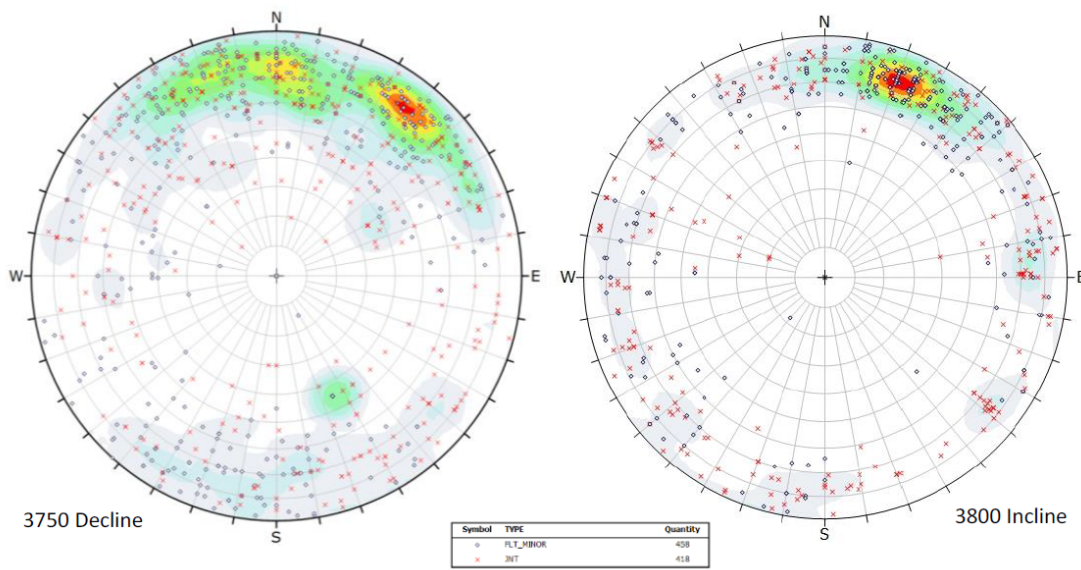 N
N
W
E
W
E
S
S
3750 Decline
3800 Incline
Symbol TYPE Quantity
FLT_MINOR 458
JNT 418